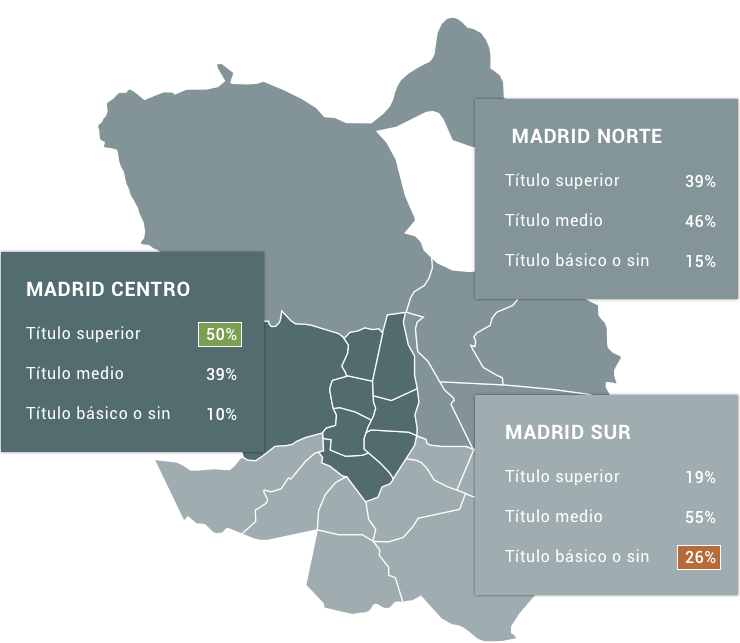 MADRID NORTE
Título superior 39%
Título medio 46%
Título básico o sin 15%
MADRID CENTRO
Título superior 50%
Título medio 39%
Título básico o sin 10%
MADRID SUR
Título superior 19%
Título medio 55%
Título básico o sin 26%